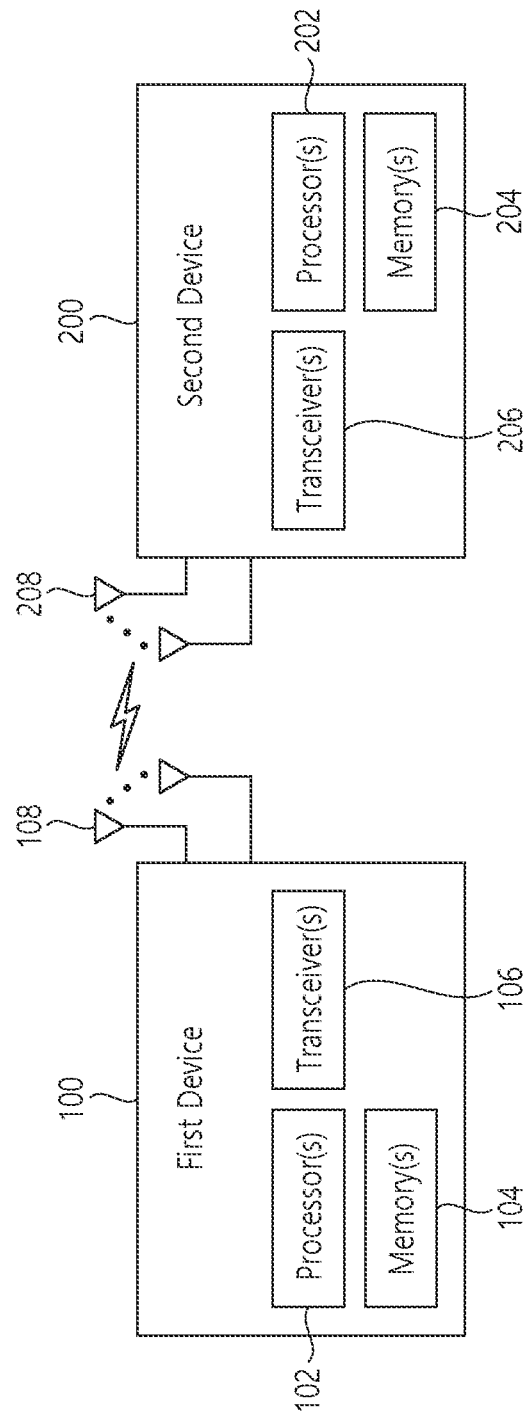 100
108
208
200
First Device
Second Device
102
Processor(s)
Transceiver(s)
Transceiver(s)
Processor(s)
202
Memory(s)
Memory(s)
104
106
206
204